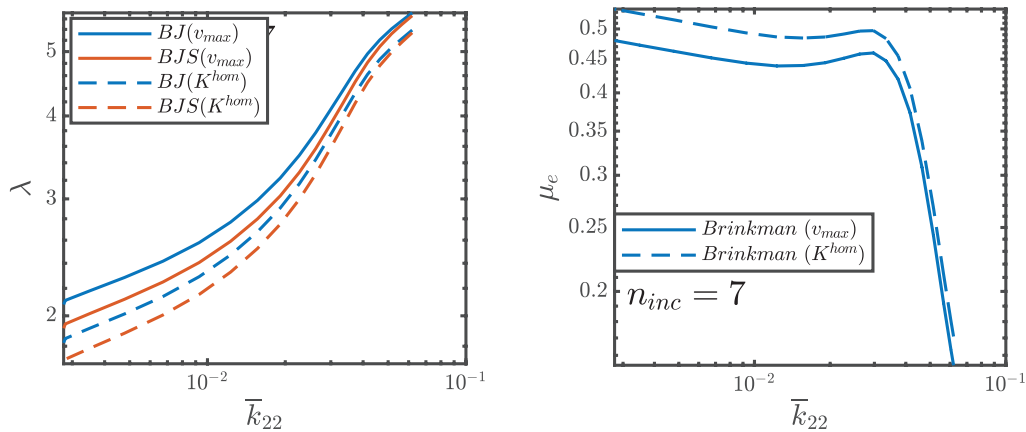 BJ(v_max)
BJS(v_max)
BJ(K^hom)
BJS(K^hom)
5
4
3
2
λ
10^-2
10^-1
k̅_22
0.5
0.45
0.4
0.35
0.3
0.25
0.2
μ_e
Brinkman (v_max)
Brinkman (K^hom)
n_inc = 7
10^-2
10^-1
k̅_22